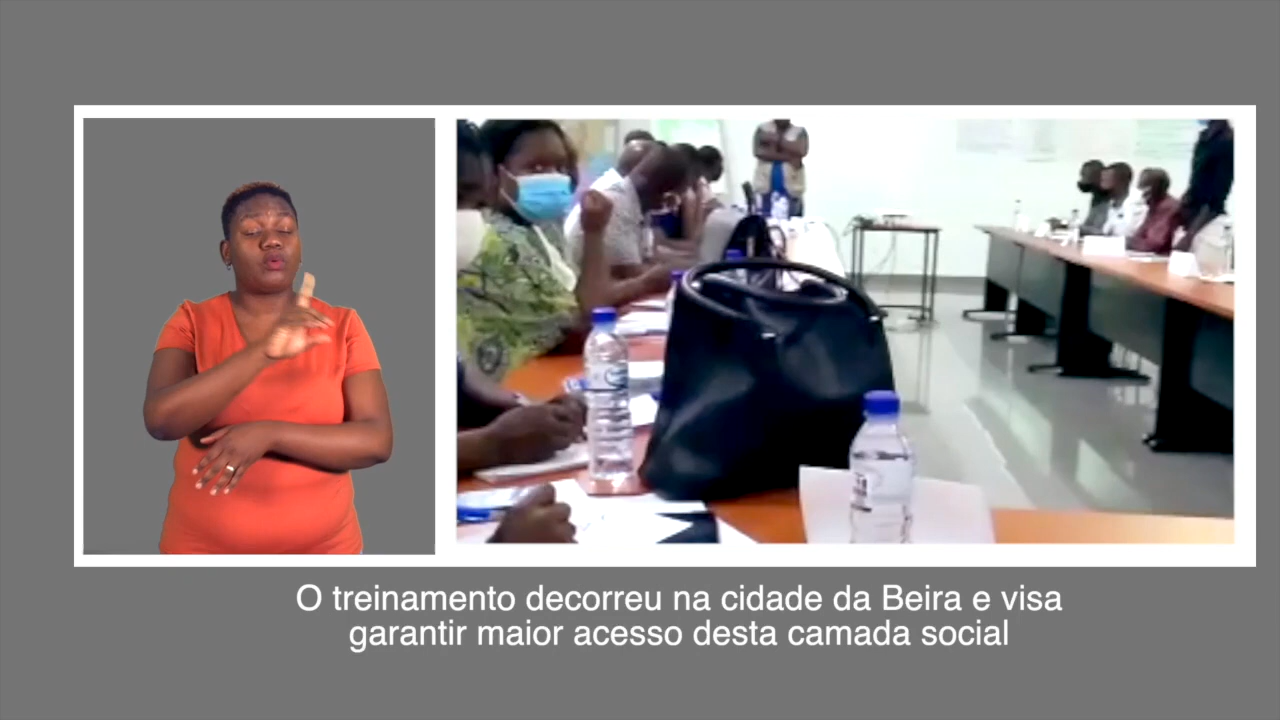 O treinamento decorreu na cidade da Beira e visa
garantir maior acesso desta camada social